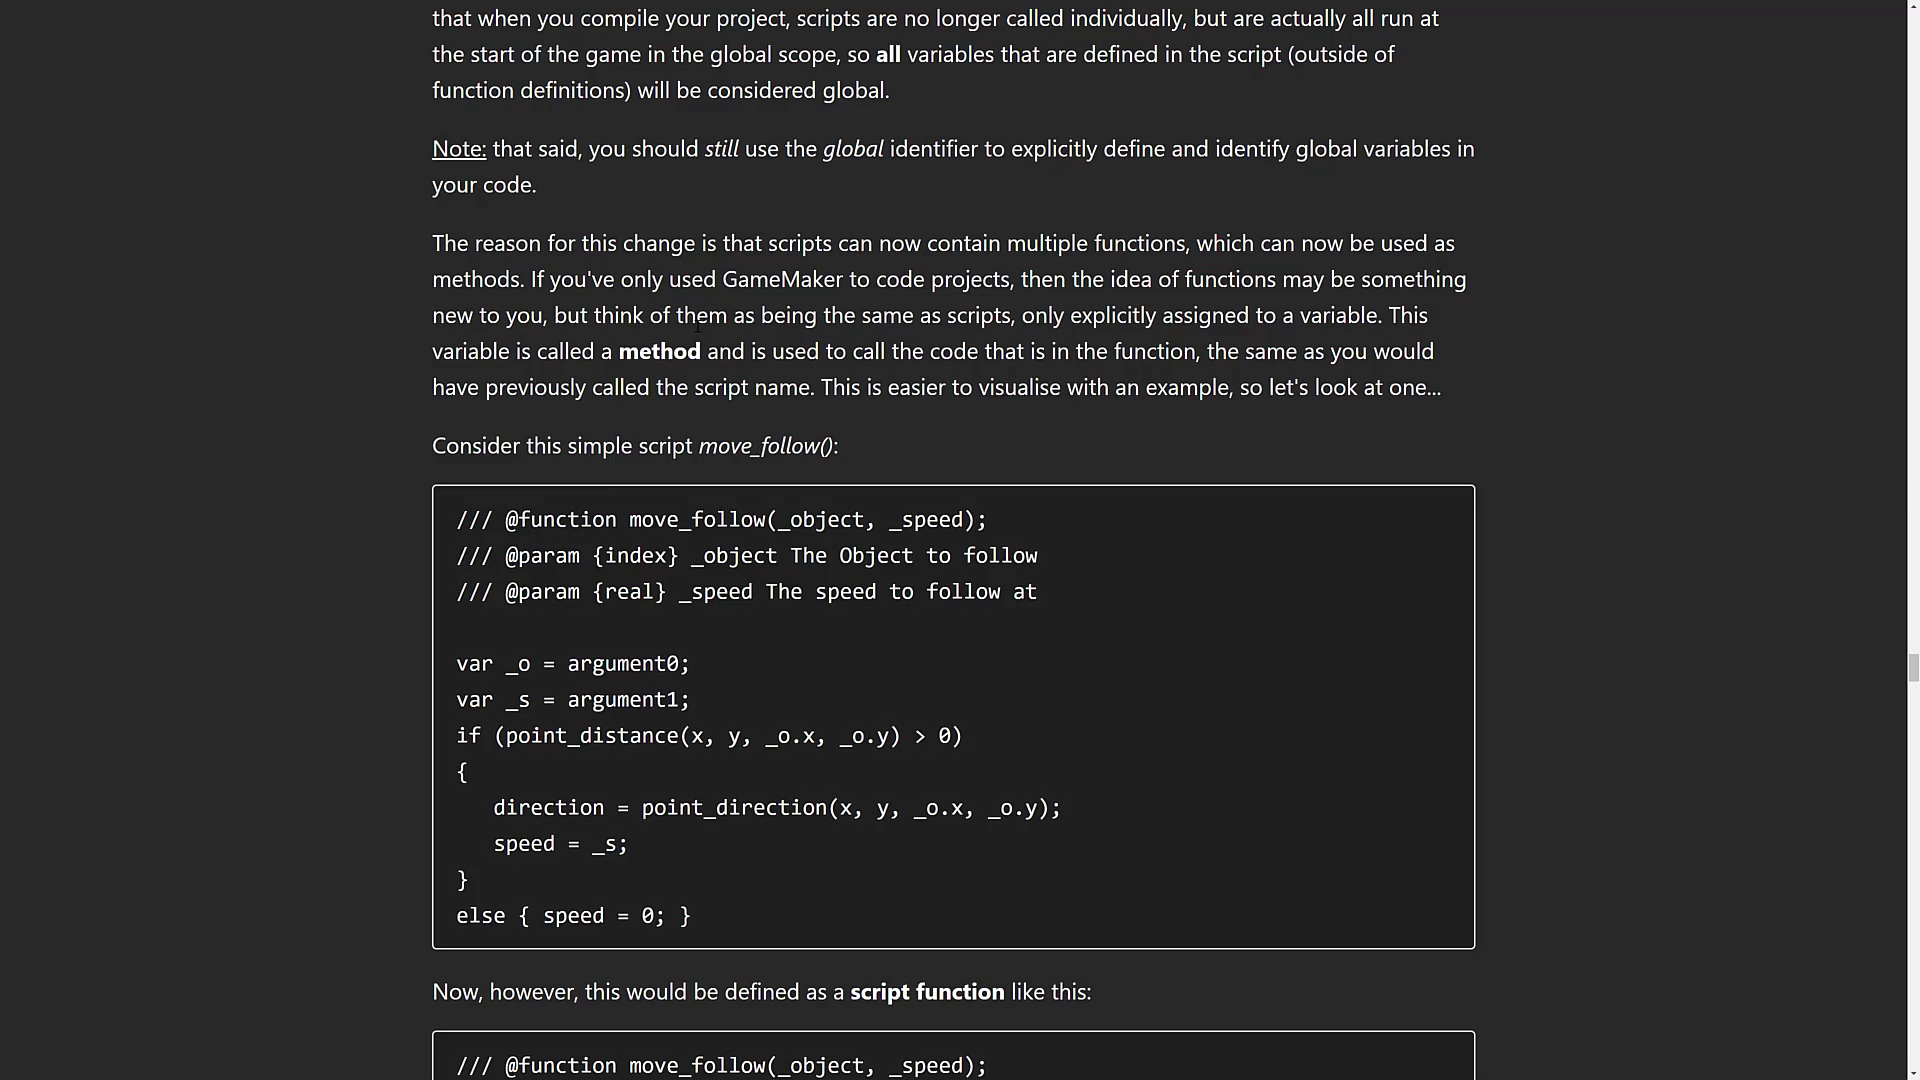 that when you compile your project, scripts are no longer called individually, but are actually all run at
the start of the game in the global scope, so all variables that are defined in the script (outside of
function definitions) will be considered global.
Note: that said, you should still use the global identifier to explicitly define and identify global variables in
your code.
The reason for this change is that scripts can now contain multiple functions, which can now be used as
methods. If you've only used GameMaker to code projects, then the idea of functions may be something
new to you, but think of them as being the same as scripts, only explicitly assigned to a variable. This
variable is called a method and is used to call the code that is in the function, the same as you would
have previously called the script name. This is easier to visualise with an example, so let's look at one...
Consider this simple script move_follow():
/// @function move_follow(_object, _speed);
/// @param {index} _object The Object to follow
/// @param {real} _speed The speed to follow at
var _o = argument0;
var _s = argument1;
if (point_distance(x, y, _o.x, _o.y) > 0)
{
direction = point_direction(x, y, _o.x, _o.y);
speed = _s;
}
else { speed = 0; }
Now, however, this would be defined as a script function like this:
/// @function move_follow(_object, _speed);